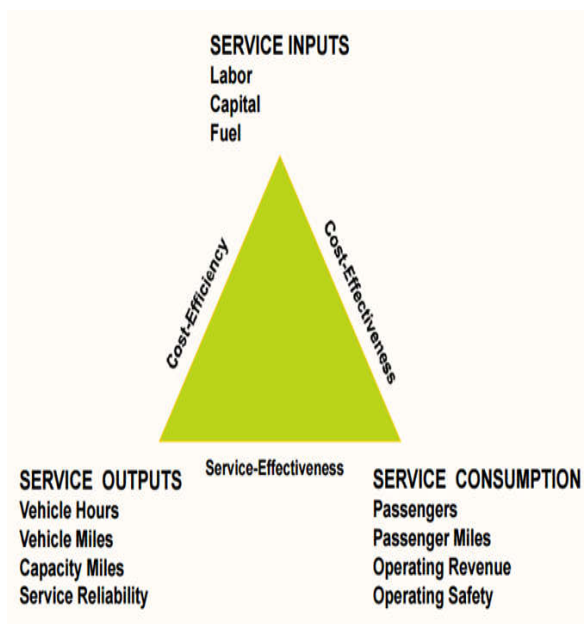 SERVICE INPUTS
Labor
Capital
Fuel
Cost-Efficiency
Cost-Effectiveness
Service-Effectiveness
SERVICE OUTPUTS
Vehicle Hours
Vehicle Miles
Capacity Miles
Service Reliability
SERVICE CONSUMPTION
Passengers
Passenger Miles
Operating Revenue
Operating Safety